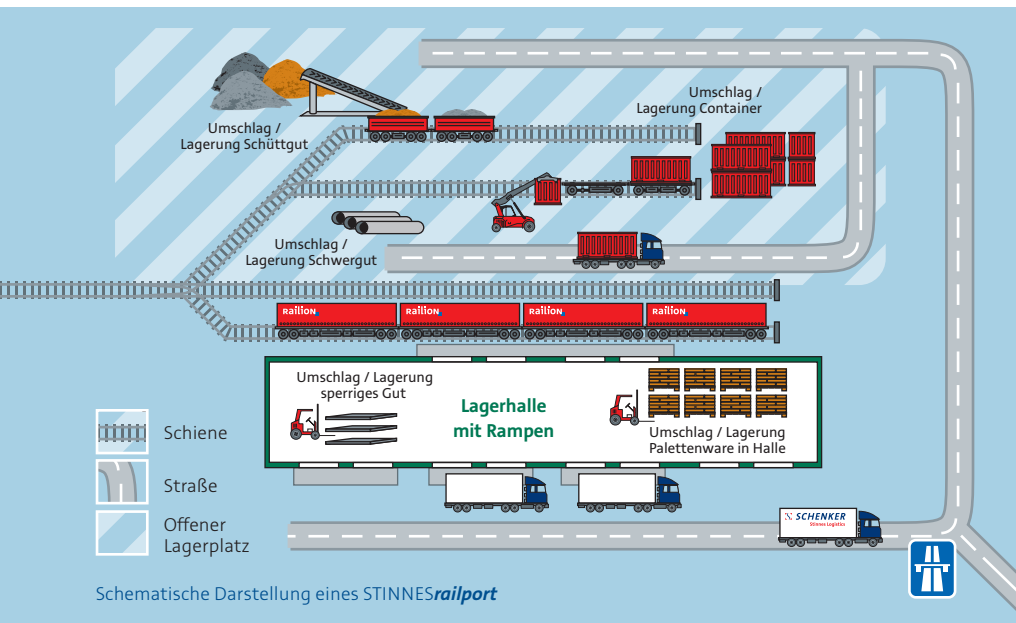 Umschlag /
Lagerung Schüttgut
Umschlag /
Lagerung Container
Umschlag /
Lagerung Schwergut
Railion
Railion
Railion
Railion
Umschlag / Lagerung
sperriges Gut
Lagerhalle
mit Rampen
Umschlag / Lagerung
Palettenware in Halle
Schiene
Straße
Offener
Lagerplatz
SCHENKER
Stinnes Logistics
Schematische Darstellung eines STINNESrailport